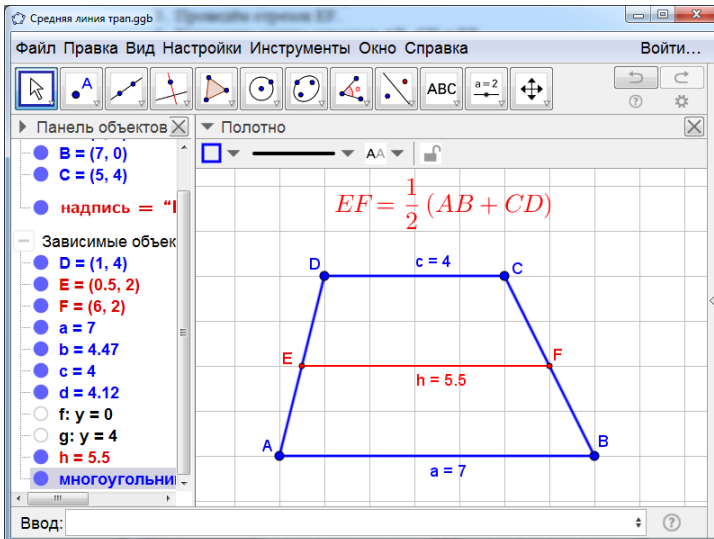 Средняя линия трап.ggb
Файл Правка Вид Настройки Инструменты Окно Справка Войти...
A ABC a=2
Панель объектов Полотно
AA
B = (7, 0)
C = (5, 4)
надпись = "
Зависимые объек
D = (1, 4)
E = (0.5, 2)
F = (6, 2)
a = 7
b = 4.47
c = 4
d = 4.12
f: y = 0
g: y = 4
h = 5.5
многоугольни
EF = \frac{1}{2} (AB + CD)
D c = 4 C
E F
h = 5.5
A B
a = 7
Ввод: